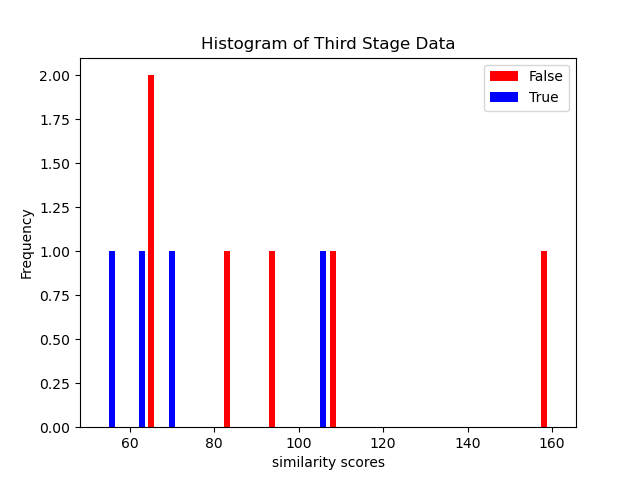 Histogram of Third Stage Data
False
True
2.00
1.75
1.50
1.25
1.00
0.75
0.50
0.25
0.00
Frequency
60 80 100 120 140 160
similarity scores